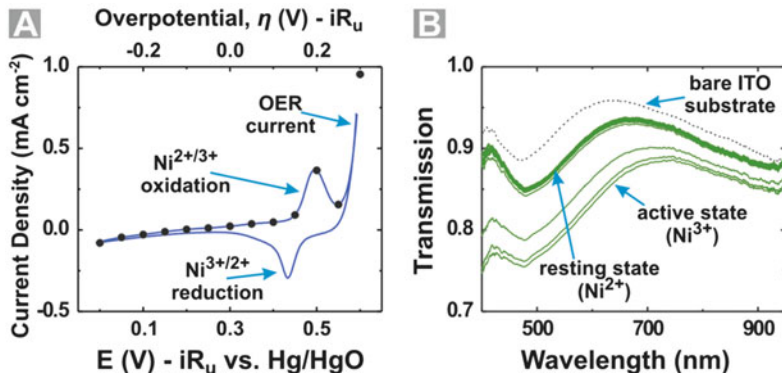 A
Overpotential, η (V) - iRu
-0.2 0.0 0.2
Current Density (mA cm-2)
1.0
0.5
0.0
-0.5
OER
current
Ni2+/3+
oxidation
Ni3+/2+
reduction
0.1 0.3 0.5
E (V) - iRu vs. Hg/HgO
B
Transmission
1.0
0.9
0.8
0.7
bare ITO
substrate
active state
(Ni3+)
resting state
(Ni2+)
500 700 900
Wavelength (nm)